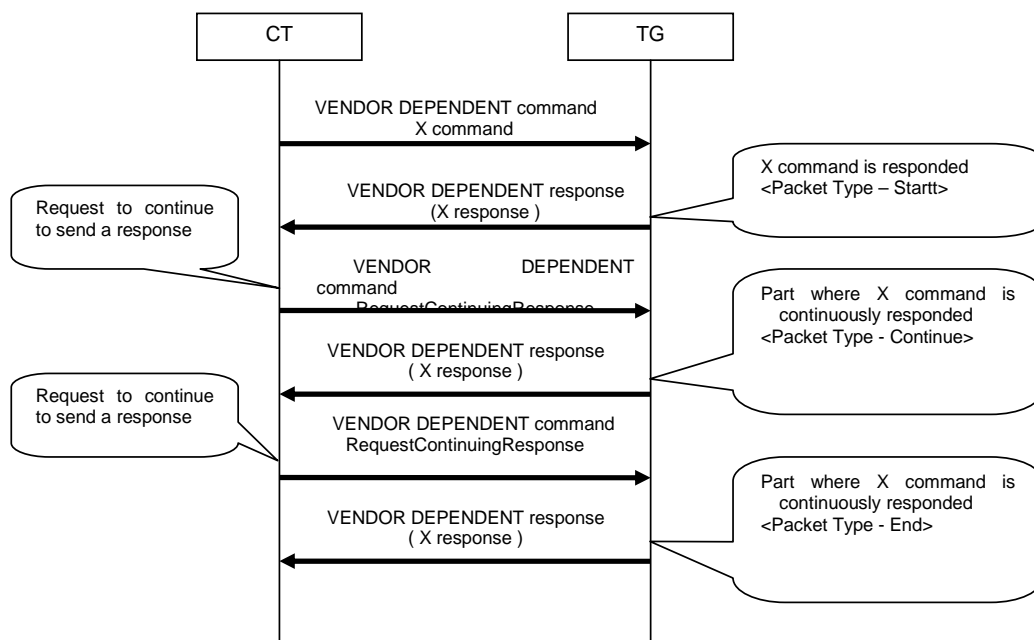 CT
TG
VENDOR DEPENDENT command
X command
X command is responded
<Packet Type – Startt>
VENDOR DEPENDENT response
(X response )
Request to continue
to send a response
VENDOR DEPENDENT
command
RequestContinuingResponse
Part where X command is
continuously responded
<Packet Type - Continue>
VENDOR DEPENDENT response
( X response )
Request to continue
to send a response
VENDOR DEPENDENT command
RequestContinuingResponse
Part where X command is
continuously responded
<Packet Type - End>
VENDOR DEPENDENT response
( X response )